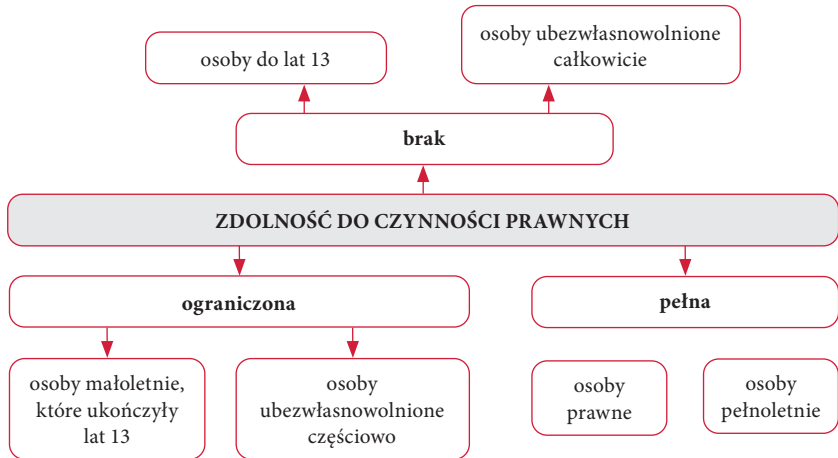 osoby do lat 13
osoby ubezwłasnowolnione
całkowicie
brak
ZDOLNOŚĆ DO CZYNNOŚCI PRAWNYCH
ograniczona
pełna
osoby małoletnie,
które ukończyły
lat 13
osoby
ubezwłasnowolnione
częściowo
osoby
prawne
osoby
pełnoletnie